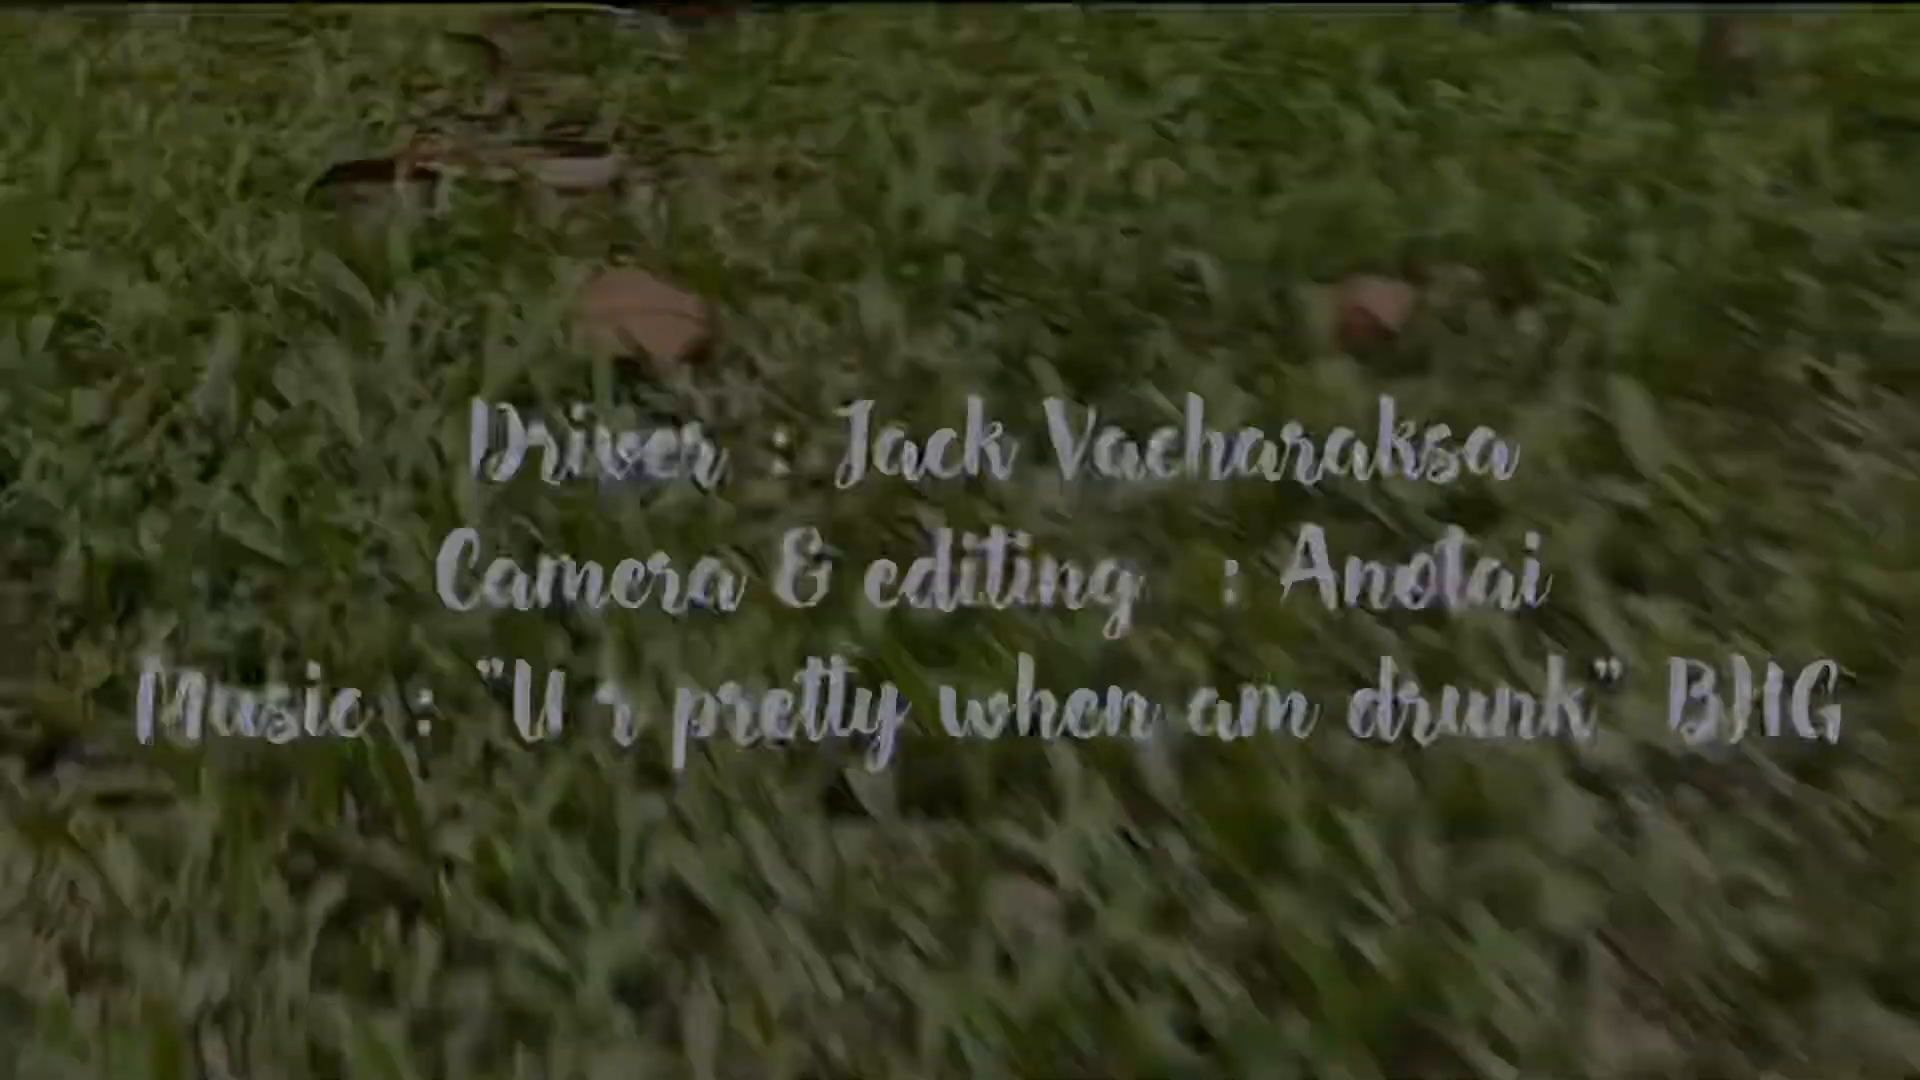 Driver : Jack Vacharaksa
Camera & editing : Anotai
Music : "U r pretty when am drunk" BHG